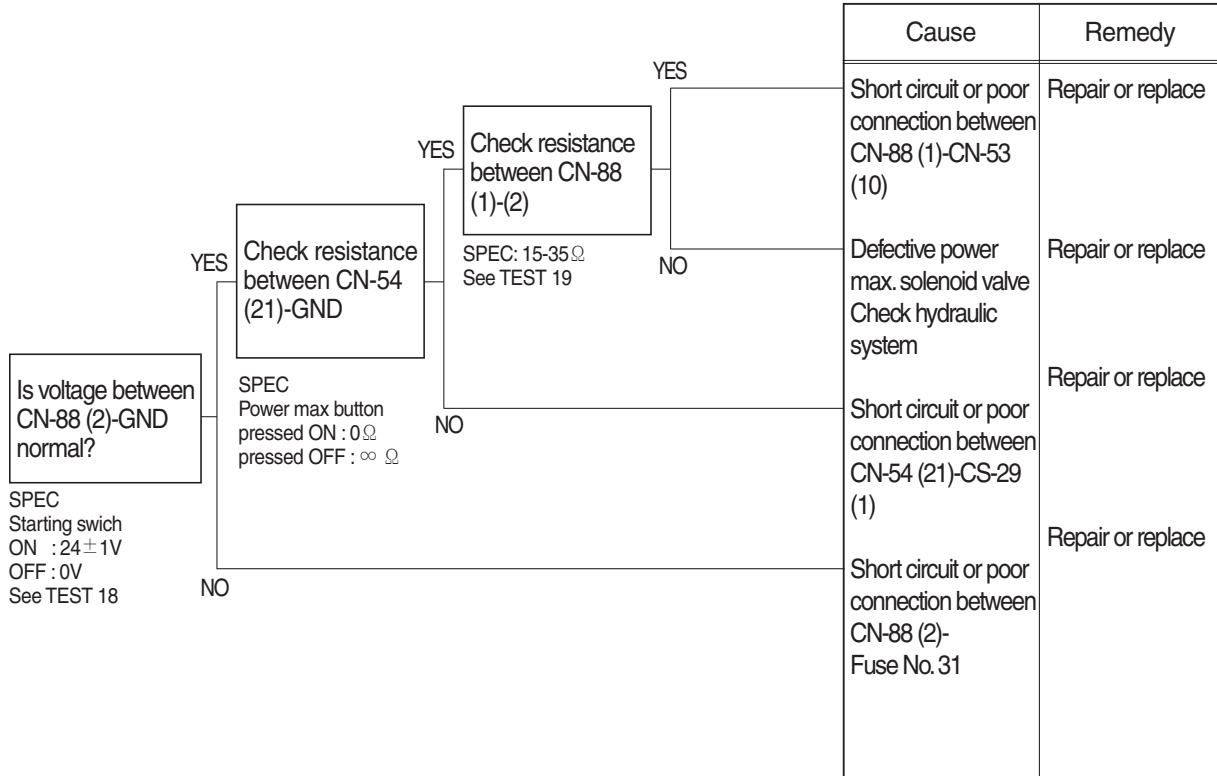 Cause
Remedy
YES
Short circuit or poor
connection between
CN-88 (1)-CN-53
(10)
Repair or replace
YES
Check resistance
between CN-88
(1)-(2)
SPEC: 15-35Ω
See TEST 19
NO
Defective power
max. solenoid valve
Check hydraulic
system
Repair or replace
YES
Check resistance
between CN-54
(21)-GND
SPEC
Power max button
pressed ON : 0Ω
pressed OFF : ∞ Ω
NO
Short circuit or poor
connection between
CN-54 (21)-CS-29
(1)
Repair or replace
Is voltage between
CN-88 (2)-GND
normal?
SPEC
Starting swich
ON : 24±1V
OFF : 0V
See TEST 18
NO
Short circuit or poor
connection between
CN-88 (2)-
Fuse No. 31
Repair or replace